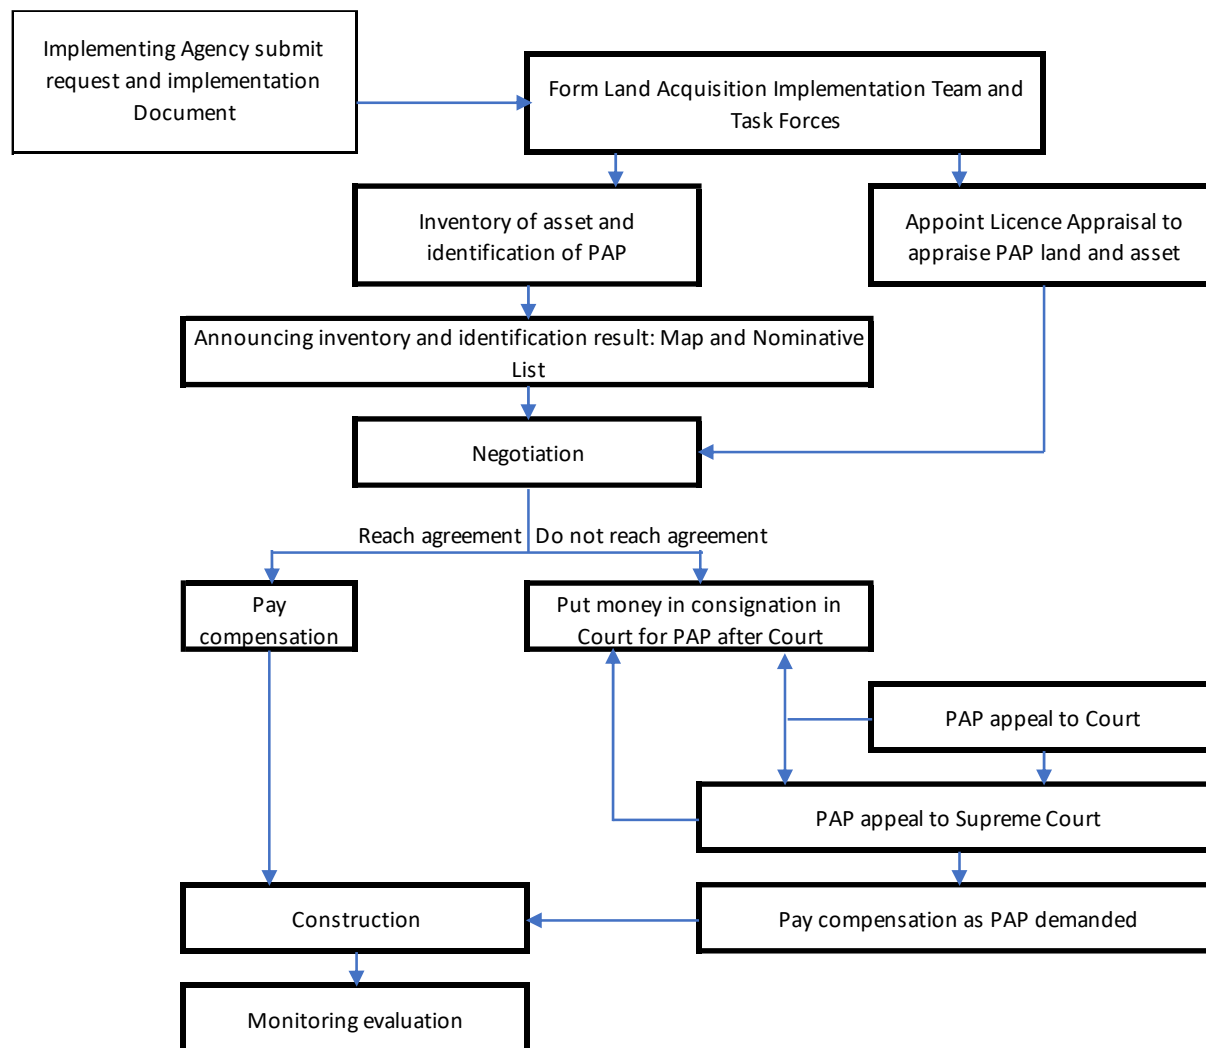 Implementing Agency submit
request and implementation
Document
Form Land Acquisition Implementation Team and
Task Forces
Inventory of asset and
identification of PAP
Appoint Licence Appraisal to
appraise PAP land and asset
Announcing inventory and identification result: Map and Nominative
List
Negotiation
Reach agreement
Do not reach agreement
Pay
compensation
Put money in consignation in
Court for PAP after Court
PAP appeal to Court
PAP appeal to Supreme Court
Construction
Pay compensation as PAP demanded
Monitoring evaluation